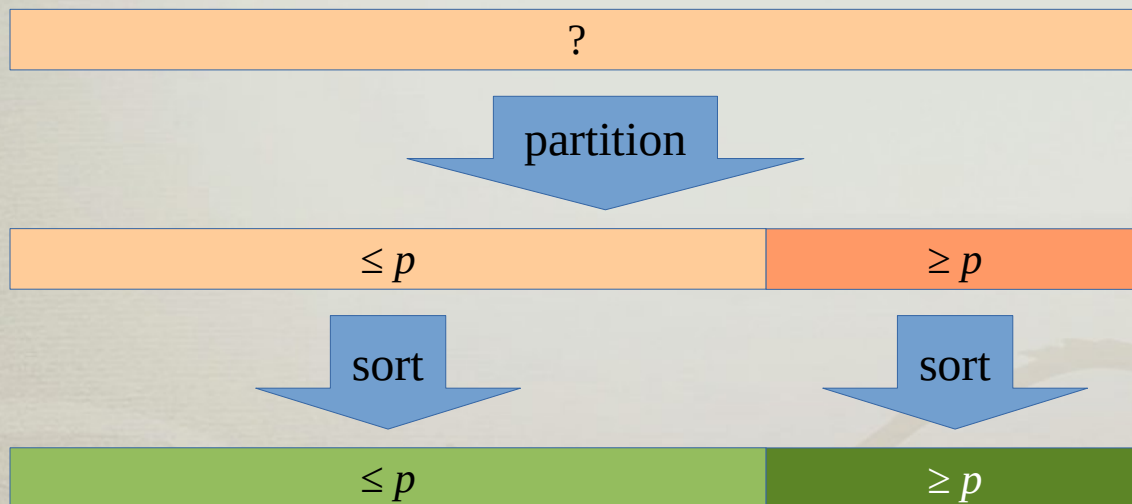 ?
partition
≤ p ≥ p
sort sort
≤ p ≥ p